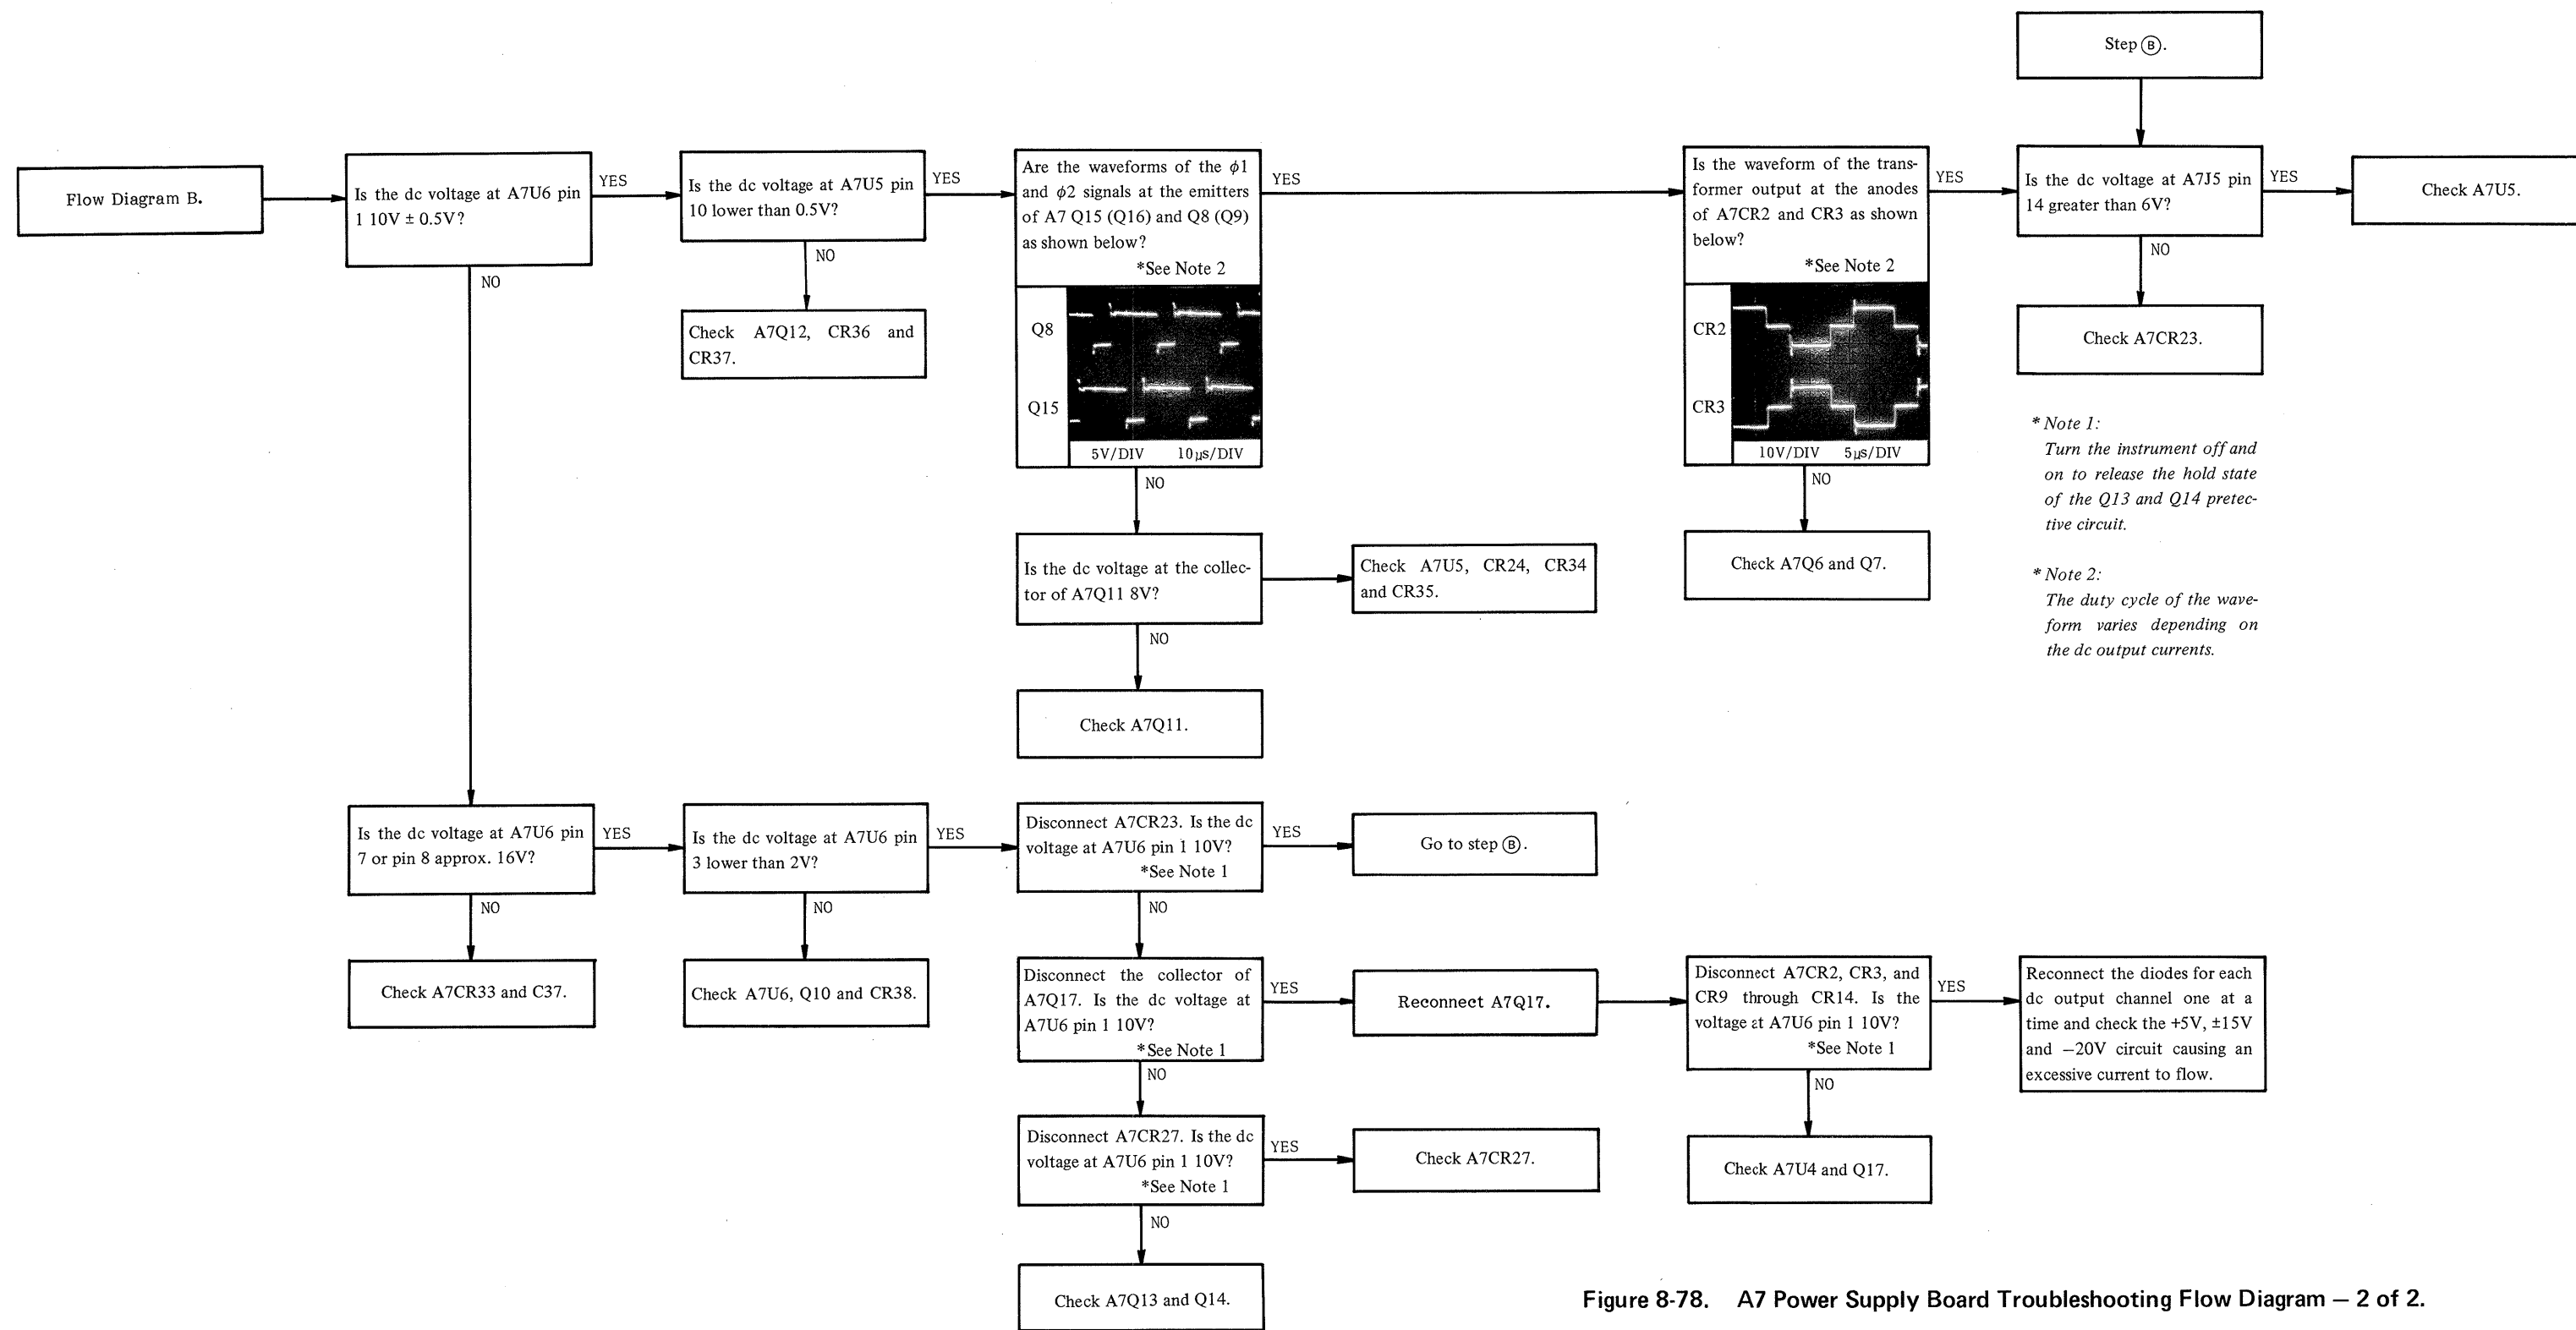 Step Ⓑ.
Flow Diagram B.
Is the dc voltage at A7U6 pin
1 10V ± 0.5V?
YES
NO
Is the dc voltage at A7U5 pin
10 lower than 0.5V?
YES
NO
Check A7Q12, CR36 and
CR37.
Are the waveforms of the ϕ1
and ϕ2 signals at the emitters
of A7 Q15 (Q16) and Q8 (Q9)
as shown below?
*See Note 2
Q8
Q15
5V/DIV 10µs/DIV
YES
NO
Is the dc voltage at the collec-
tor of A7Q11 8V?
Check A7U5, CR24, CR34
and CR35.
NO
Check A7Q11.
Is the waveform of the trans-
former output at the anodes
of A7CR2 and CR3 as shown
below?
*See Note 2
CR2
CR3
10V/DIV 5µs/DIV
YES
NO
Check A7Q6 and Q7.
Is the dc voltage at A7J5 pin
14 greater than 6V?
YES
Check A7U5.
NO
Check A7CR23.
* Note 1:
Turn the instrument off and
on to release the hold state
of the Q13 and Q14 pretec-
tive circuit.
* Note 2:
The duty cycle of the wave-
form varies depending on
the dc output currents.
Is the dc voltage at A7U6 pin
7 or pin 8 approx. 16V?
YES
NO
Check A7CR33 and C37.
Is the dc voltage at A7U6 pin
3 lower than 2V?
YES
NO
Check A7U6, Q10 and CR38.
Disconnect A7CR23. Is the dc
voltage at A7U6 pin 1 10V?
*See Note 1
YES
Go to step Ⓑ.
NO
Disconnect the collector of
A7Q17. Is the dc voltage at
A7U6 pin 1 10V?
*See Note 1
YES
Reconnect A7Q17.
Disconnect A7CR2, CR3, and
CR9 through CR14. Is the
voltage at A7U6 pin 1 10V?
*See Note 1
YES
Reconnect the diodes for each
dc output channel one at a
time and check the +5V, ±15V
and −20V circuit causing an
excessive current to flow.
NO
Check A7U4 and Q17.
NO
Disconnect A7CR27. Is the dc
voltage at A7U6 pin 1 10V?
*See Note 1
YES
Check A7CR27.
NO
Check A7Q13 and Q14.
Figure 8-78. A7 Power Supply Board Troubleshooting Flow Diagram — 2 of 2.